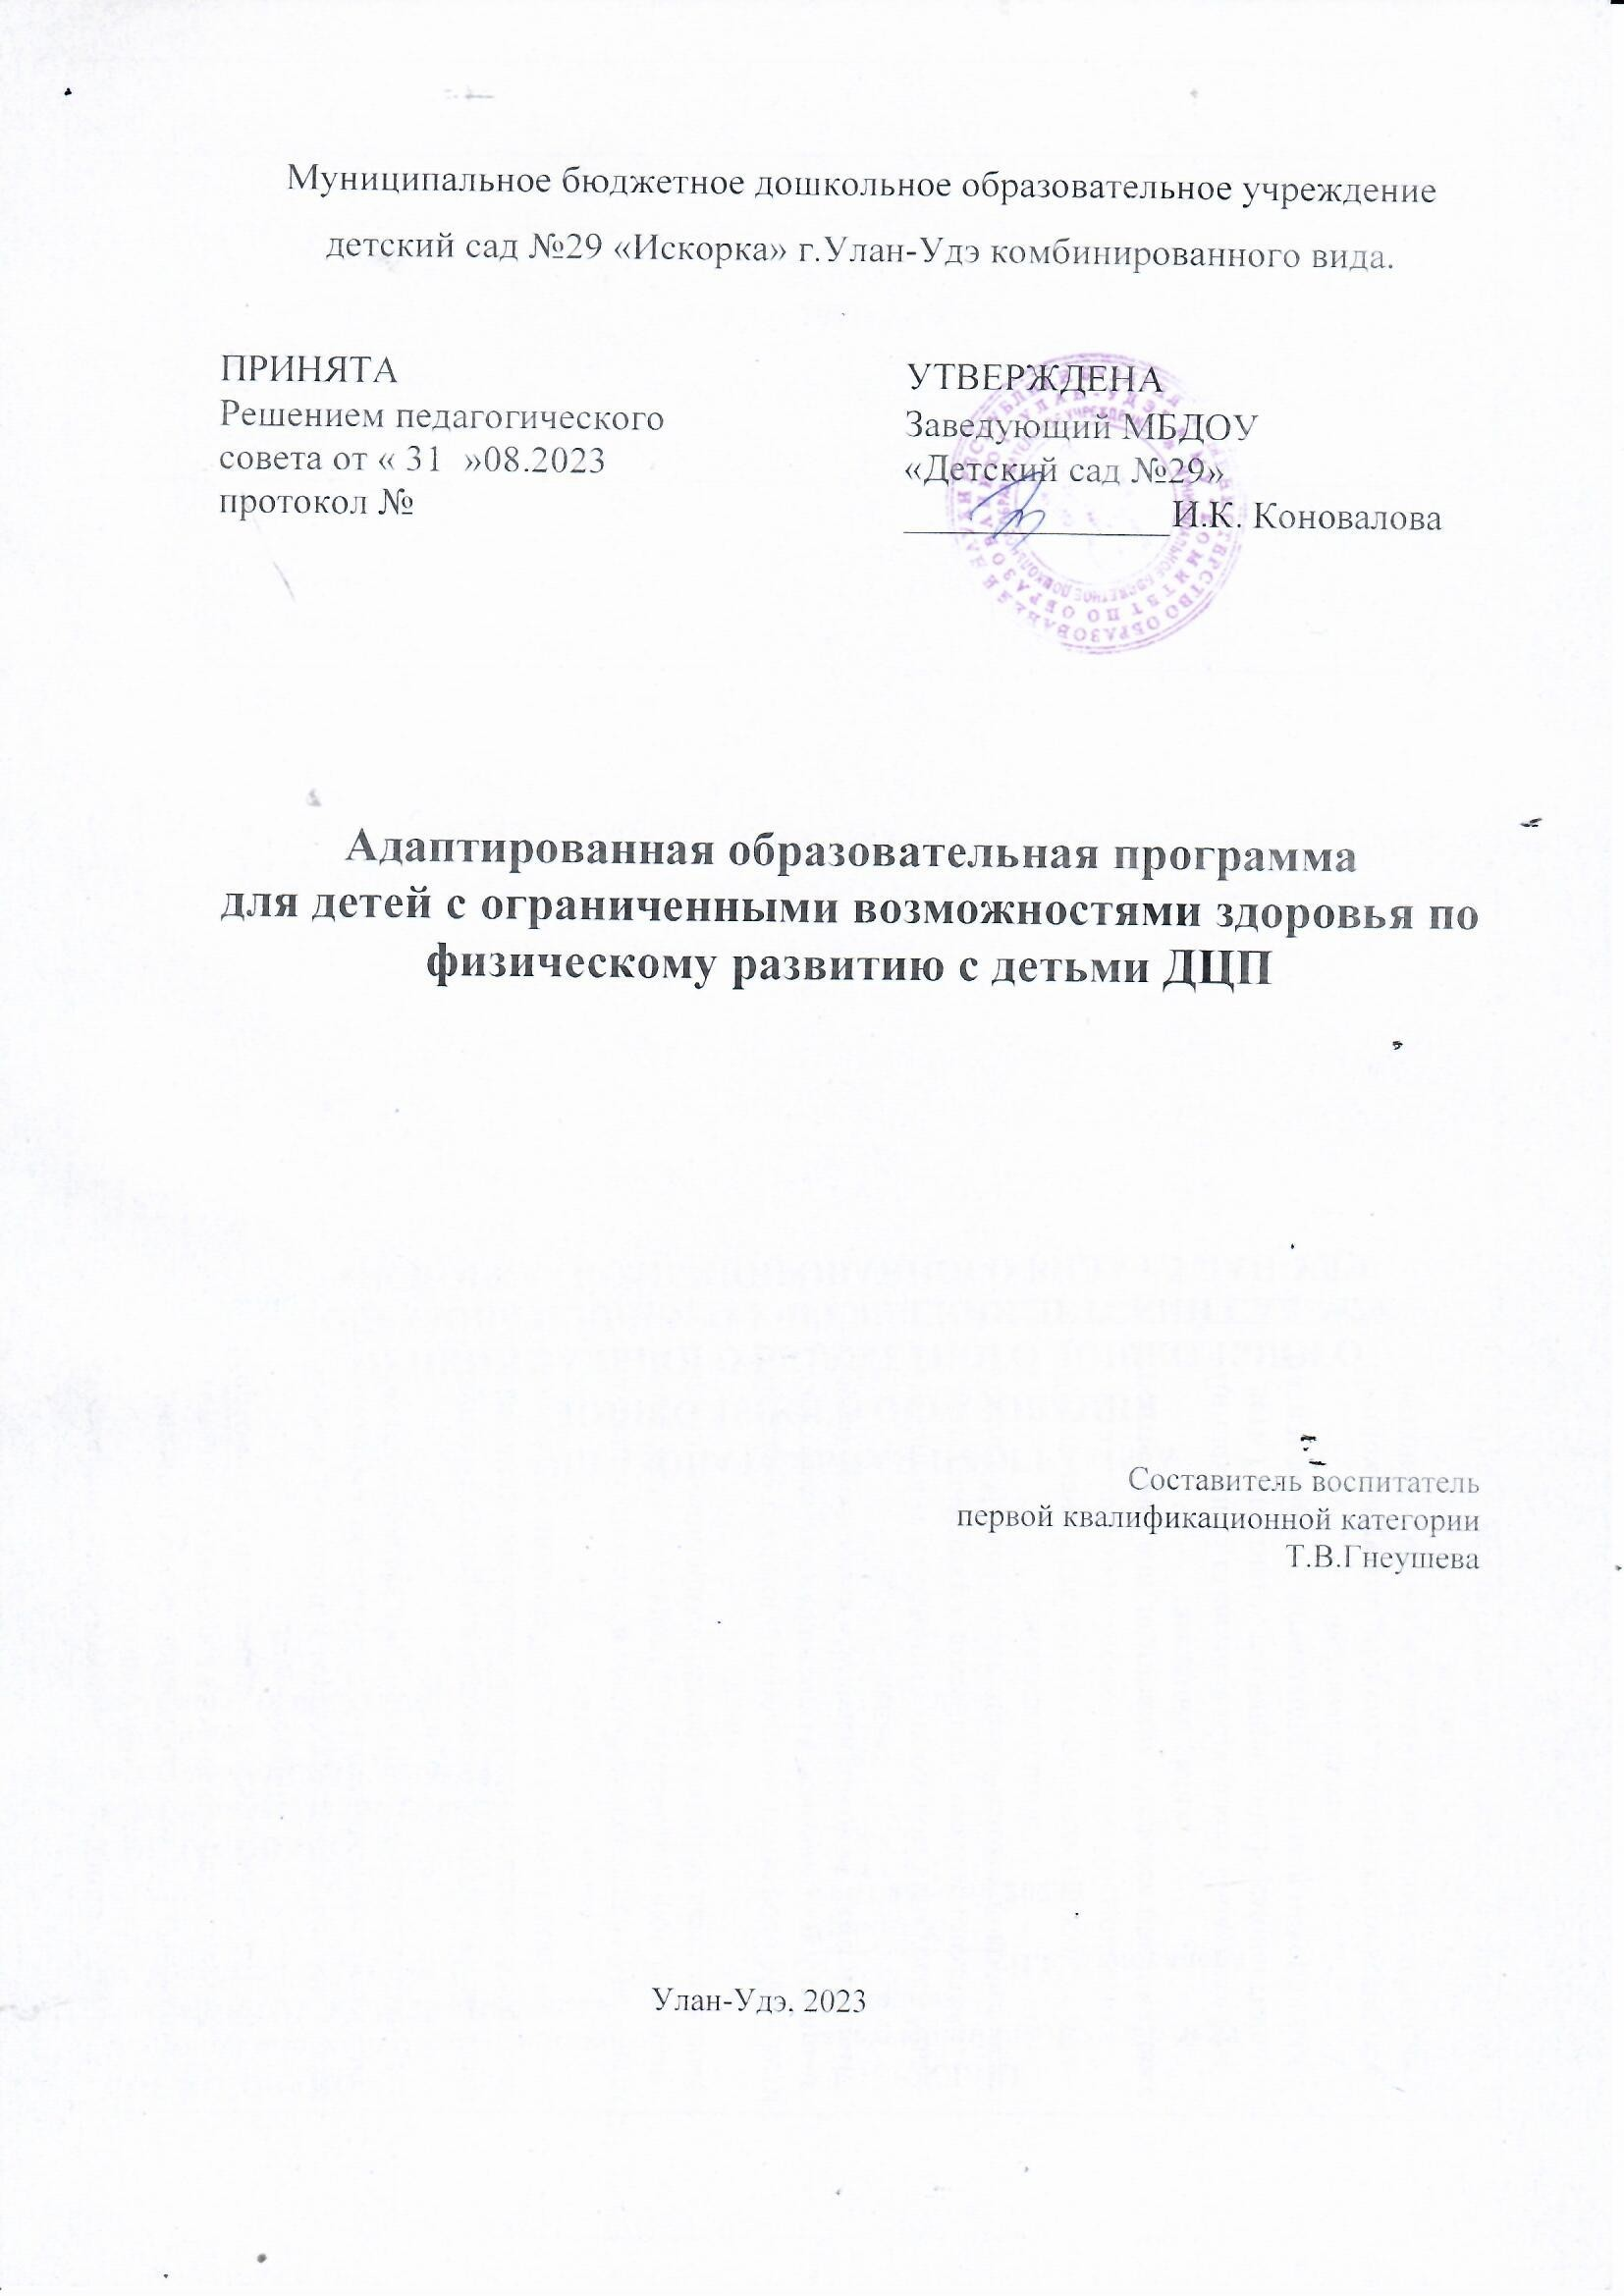 Муниципальное бюджетное дошкольное образовательное учреждение
детский сад №29 «Искорка» г.Улан-Удэ комбинированного вида.
ПРИНЯТА
Решением педагогического
совета от « 31 »08.2023
протокол №
УТВЕРЖДЕНА
Заведующий МБДОУ
«Детский сад №29»
И.К. Коновалова
Адаптированная образовательная программа
для детей с ограниченными возможностями здоровья по
физическому развитию с детьми ДЦП
Составитель воспитатель
первой квалификационной категории
Т.В.Гнеушева
Улан-Удэ, 2023